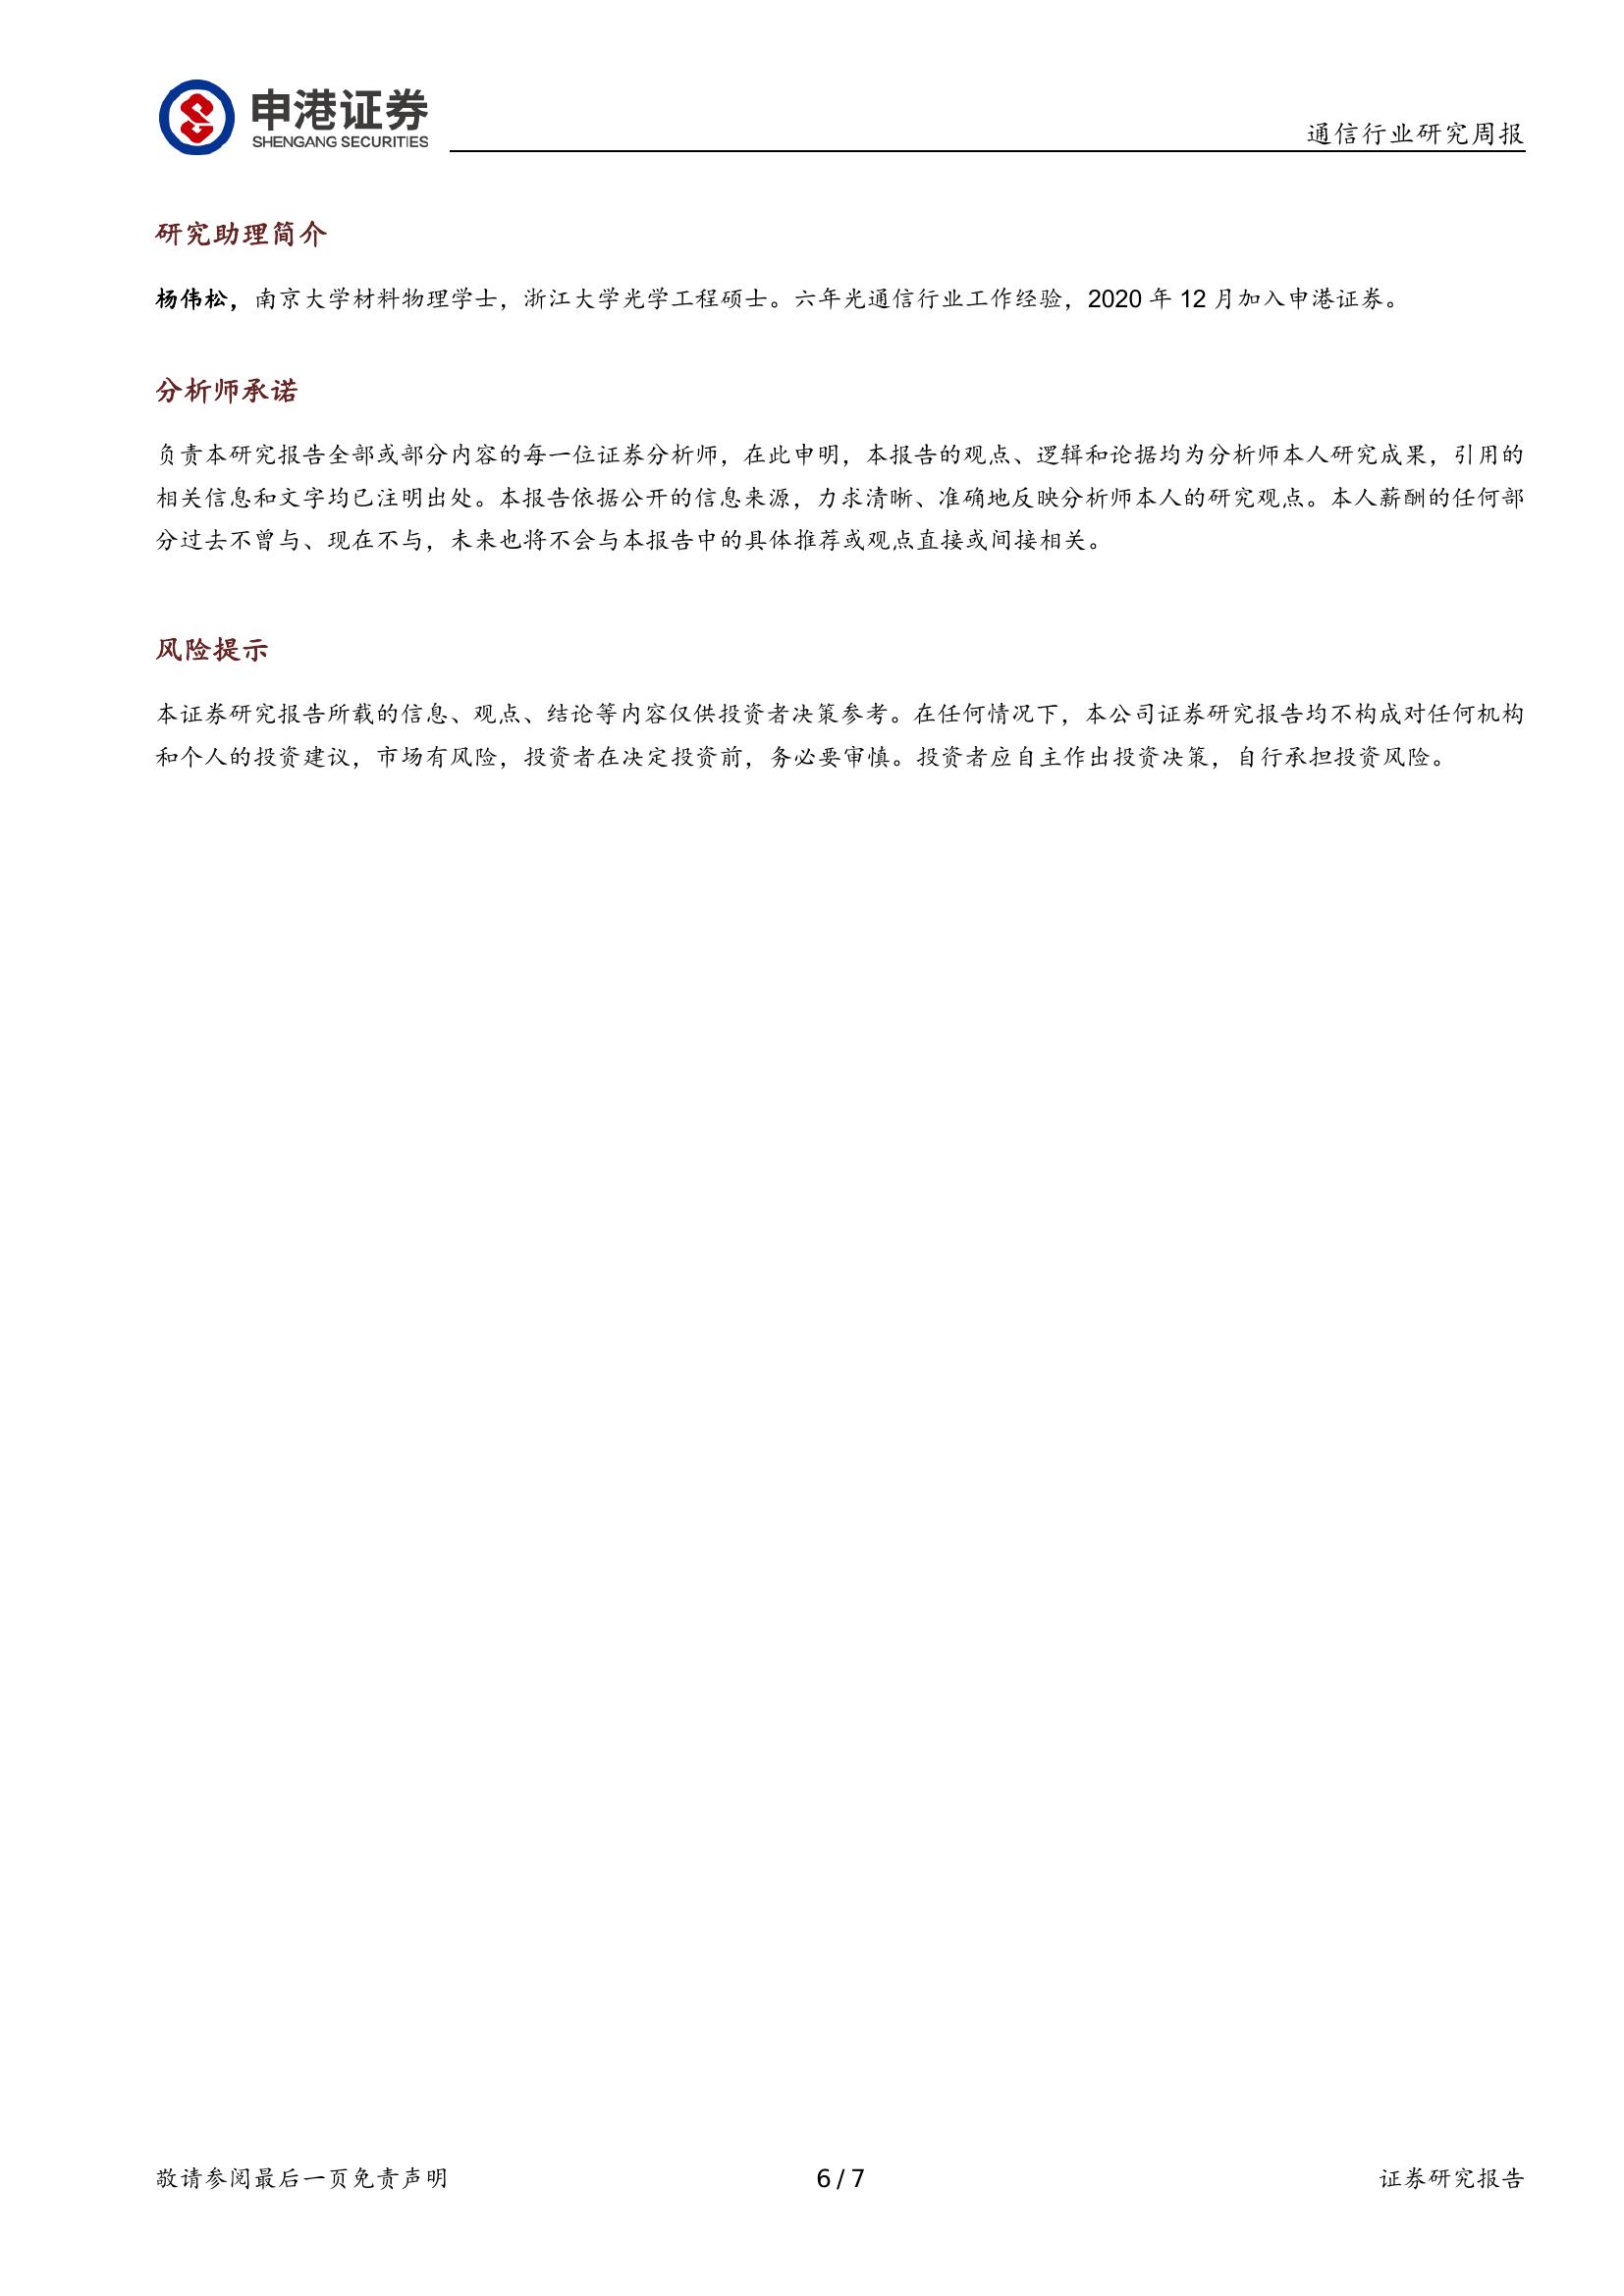 申港证券
SHENGANG SECURITIES
通信行业研究周报
研究助理简介
杨伟松，南京大学材料物理学士，浙江大学光学工程硕士。六年光通信行业工作经验，2020 年 12 月加入申港证券。
分析师承诺
负责本研究报告全部或部分内容的每一位证券分析师，在此申明，本报告的观点、逻辑和论据均为分析师本人研究成果，引用的
相关信息和文字均已注明出处。本报告依据公开的信息来源，力求清晰、准确地反映分析师本人的研究观点。本人薪酬的任何部
分过去不曾与、现在不与，未来也将不会与本报告中的具体推荐或观点直接或间接相关。
风险提示
本证券研究报告所载的信息、观点、结论等内容仅供投资者决策参考。在任何情况下，本公司证券研究报告均不构成对任何机构
和个人的投资建议，市场有风险，投资者在决定投资前，务必要审慎。投资者应自主作出投资决策，自行承担投资风险。
敬请参阅最后一页免责声明
6 / 7
证券研究报告